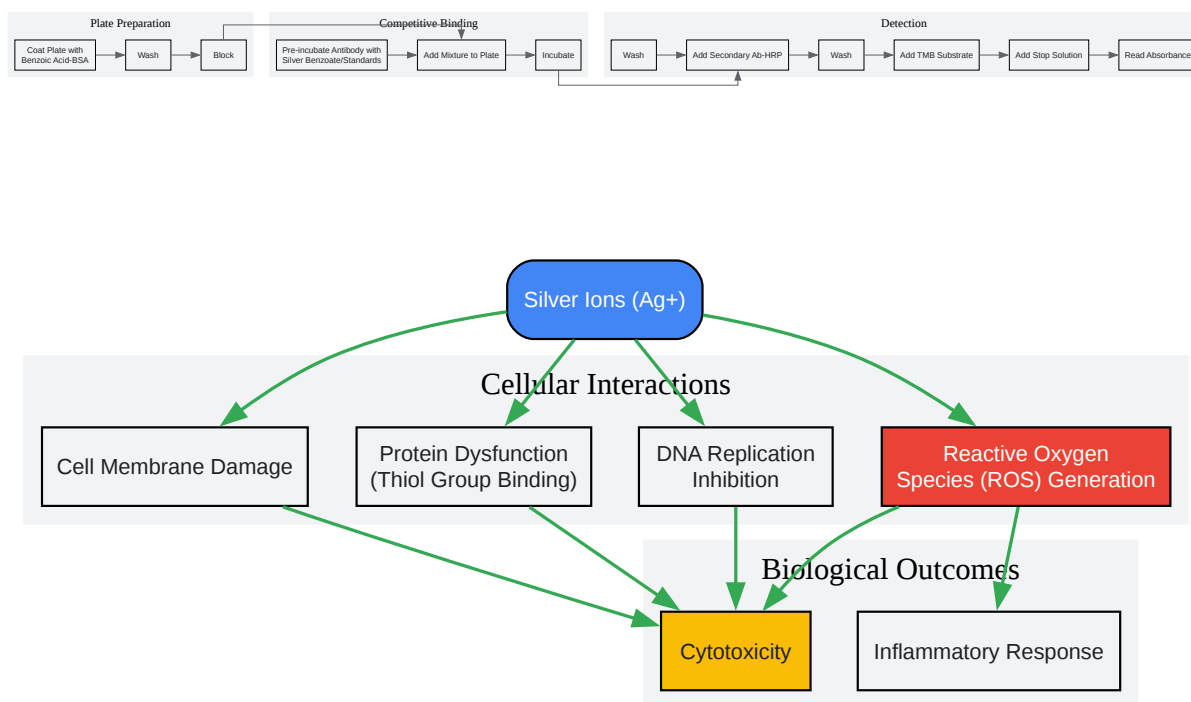 Plate Preparation
Coat Plate with
Benzoic Acid-BSA
Wash
Block
Competitive Binding
Pre-incubate Antibody with
Silver Benzoate/Standards
Add Mixture to Plate
Incubate
Detection
Wash
Add Secondary Ab-HRP
Wash
Add TMB Substrate
Add Stop Solution
Read Absorbance
Silver Ions (Ag+)
Cellular Interactions
Cell Membrane Damage
Protein Dysfunction
(Thiol Group Binding)
DNA Replication
Inhibition
Reactive Oxygen
Species (ROS) Generation
Biological Outcomes
Cytotoxicity
Inflammatory Response